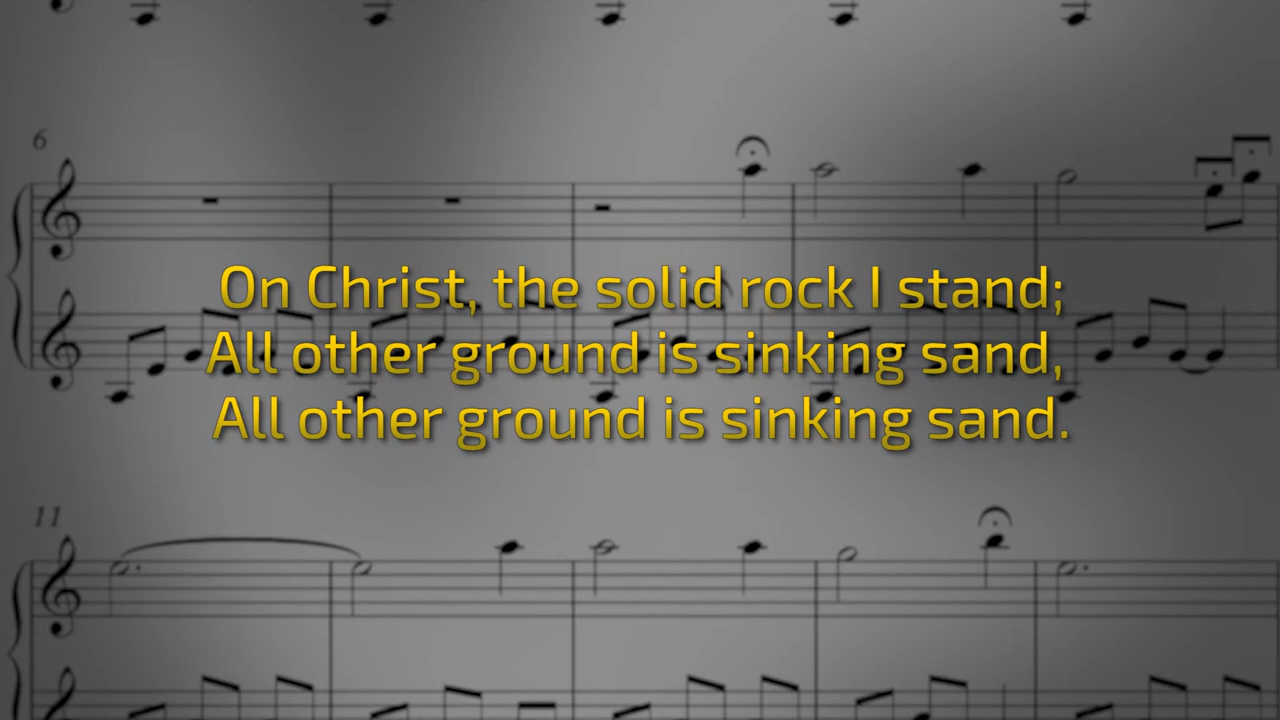 6
On Christ, the solid rock I stand;
All other ground is sinking sand,
All other ground is sinking sand.
11